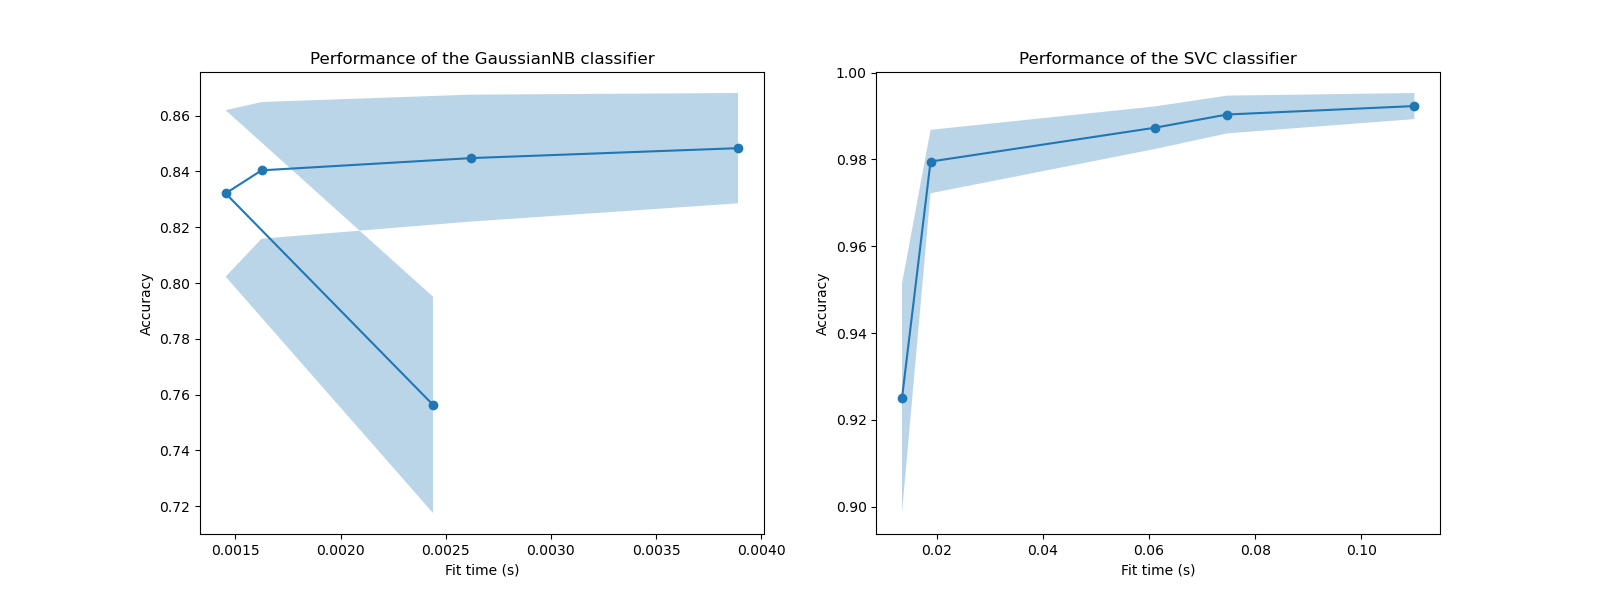 Performance of the GaussianNB classifier
Accuracy
0.86
0.84
0.82
0.80
0.78
0.76
0.74
0.72
0.0015 0.0020 0.0025 0.0030 0.0035 0.0040
Fit time (s)
Performance of the SVC classifier
Accuracy
1.00
0.98
0.96
0.94
0.92
0.90
0.02 0.04 0.06 0.08 0.10
Fit time (s)